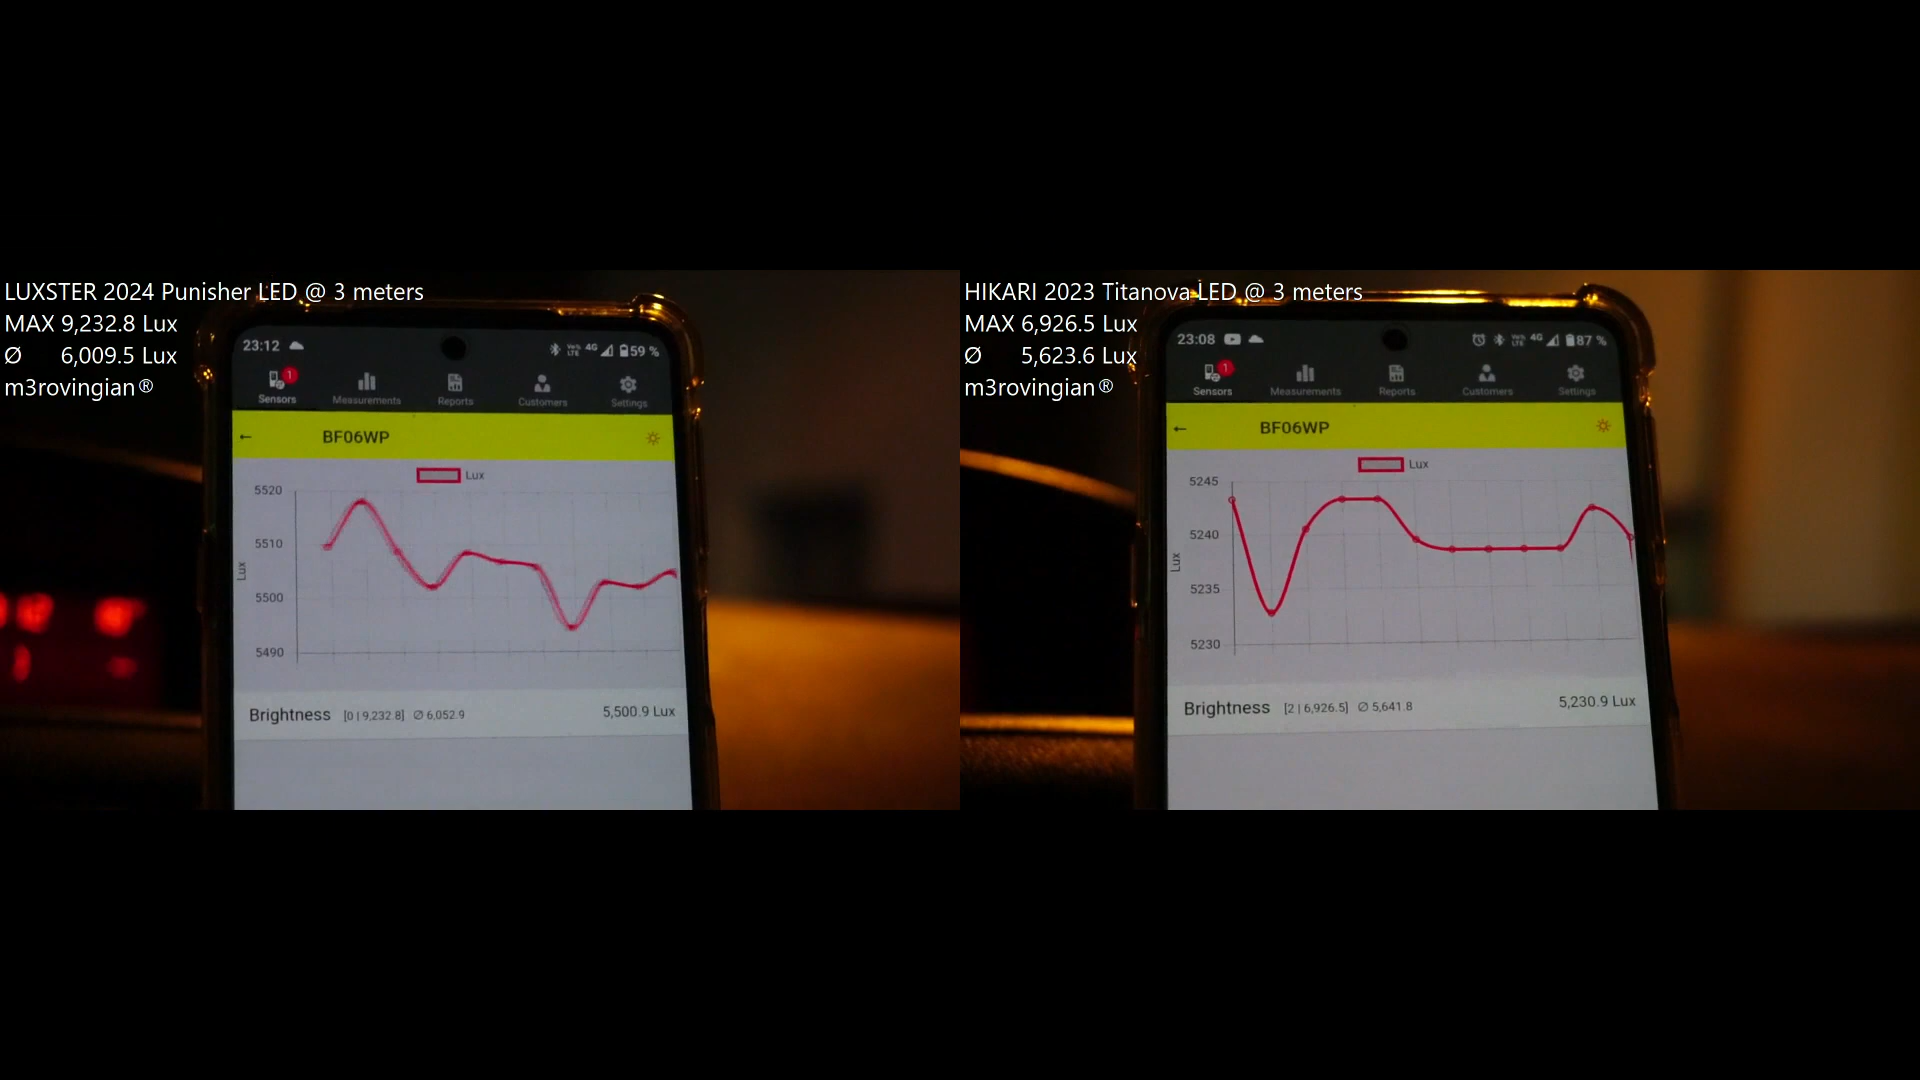 LUXSTER 2024 Punisher LED @ 3 meters
MAX 9,232.8 Lux
Ø 6,009.5 Lux
m3rovingian®
23:12 4G 59 %
1
Sensors Measurements Reports Customers Settings
← BF06WP
Lux
5520
5510
5500
5490
Lux
Brightness [0 | 9,232.8] Ø 6,052.9 5,500.9 Lux
HIKARI 2023 Titanova LED @ 3 meters
MAX 6,926.5 Lux
Ø 5,623.6 Lux
m3rovingian®
23:08 4G 87 %
1
Sensors Measurements Reports Customers Settings
← BF06WP
Lux
5245
5240
5235
5230
Lux
Brightness [2 | 6,926.5] Ø 5,641.8 5,230.9 Lux